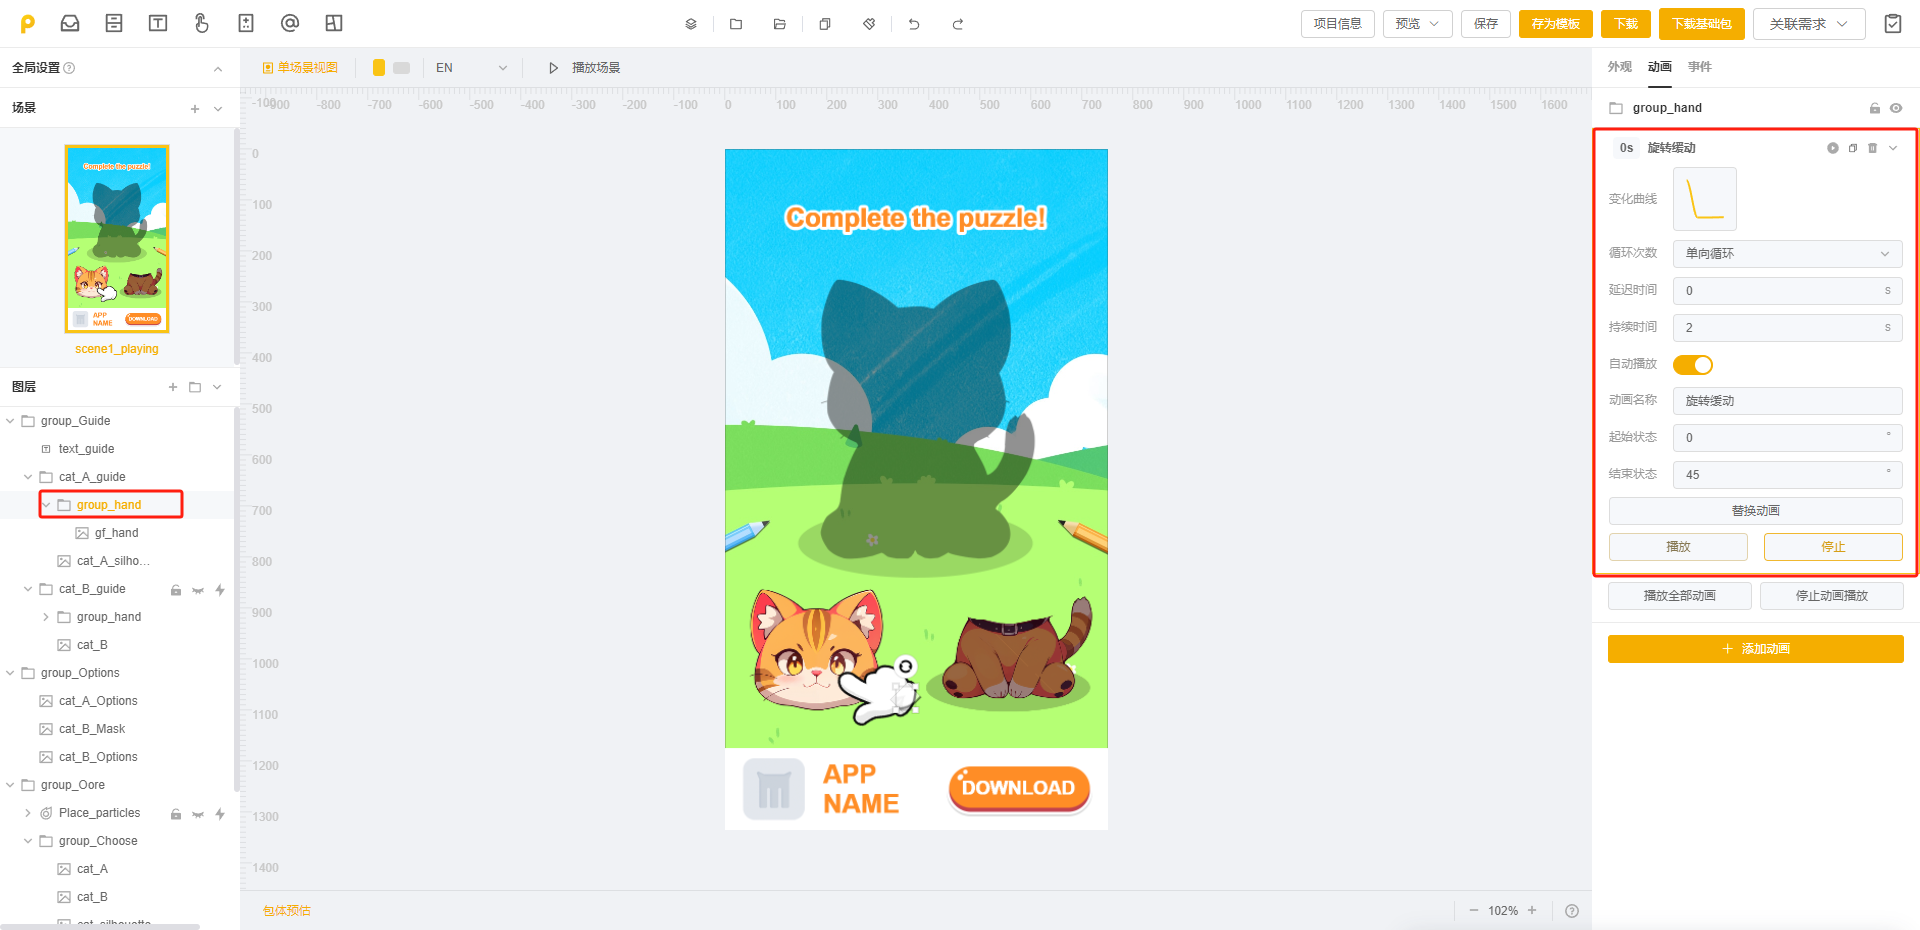 项目信息
预览
保存
存为模板
下载
下载基础包
关联需求
全局设置
单场景视图
EN
播放场景
外观 动画 事件
场景
-100
-900 -800 -700 -600 -500 -400 -300 -200 -100 0 100 200 300 400 500 600 700 800 900 1000 1100 1200 1300 1400 1500 1600
0
100
200
300
400
500
600
700
800
900
1000
1100
1200
1300
1400
Complete the puzzle!
APP
NAME
DOWNLOAD
scene1_playing
图层
group_Guide
text_guide
cat_A_guide
group_hand
gf_hand
cat_A_silho...
cat_B_guide
group_hand
cat_B
group_Options
cat_A_Options
cat_B_Mask
cat_B_Options
group_Oore
Place_particles
group_Choose
cat_A
cat_B
cat_silhouette
Complete the puzzle!
APP
NAME
DOWNLOAD
包体预估
102%
group_hand
0s 旋转缓动
变化曲线
循环次数 单向循环
延迟时间 0 s
持续时间 2 s
自动播放
动画名称 旋转缓动
起始状态 0 °
结束状态 45 °
替换动画
播放 停止
播放全部动画 停止动画播放
+ 添加动画